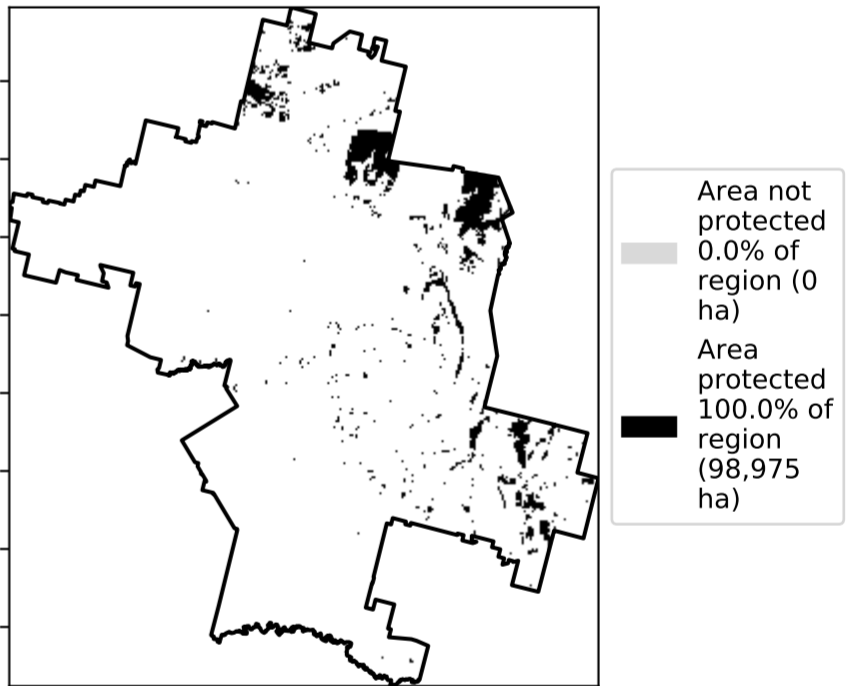 Area not
protected
0.0% of
region (0
ha)
Area
protected
100.0% of
region
(98,975
ha)